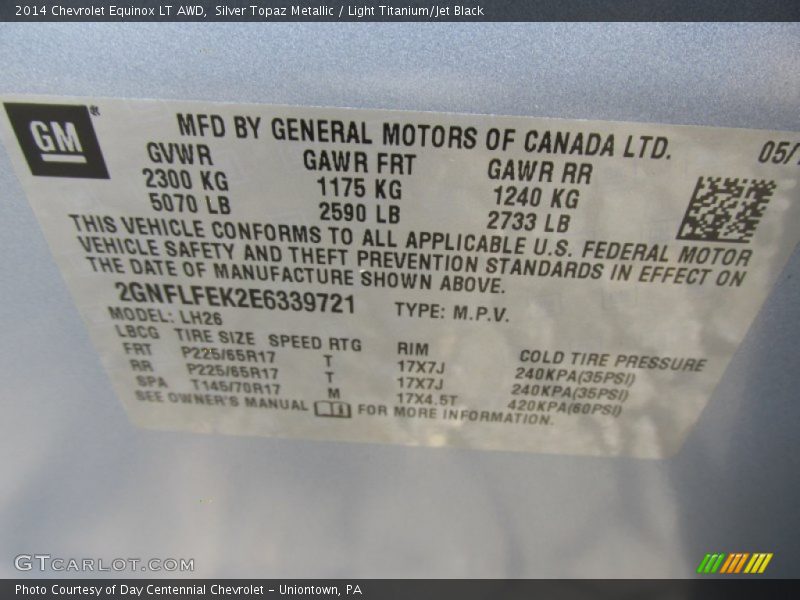 2014 Chevrolet Equinox LT AWD, Silver Topaz Metallic / Light Titanium/Jet Black
GM
MFD BY GENERAL MOTORS OF CANADA LTD.
05/
GVWR GAWR FRT GAWR RR
2300 KG 1175 KG 1240 KG
5070 LB 2590 LB 2733 LB
THIS VEHICLE CONFORMS TO ALL APPLICABLE U.S. FEDERAL MOTOR
VEHICLE SAFETY AND THEFT PREVENTION STANDARDS IN EFFECT ON
THE DATE OF MANUFACTURE SHOWN ABOVE.
2GNFLFEK2E6339721 TYPE: M.P.V.
MODEL: LH26
LBCG TIRE SIZE SPEED RTG RIM COLD TIRE PRESSURE
FRT P225/65R17 T 17X7J 240KPA(35PSI)
RR P225/65R17 T 17X7J 240KPA(35PSI)
SPA T145/70R17 M 17X4.5T 420KPA(60PSI)
SEE OWNER'S MANUAL FOR MORE INFORMATION.
GTCARLOT.COM
Photo Courtesy of Day Centennial Chevrolet - Uniontown, PA